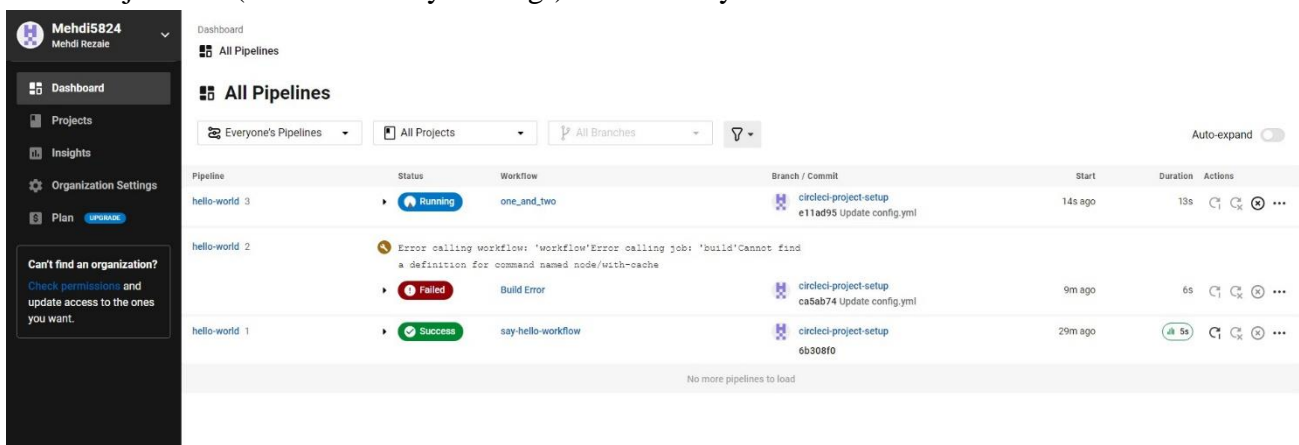 Mehdi5824
Mehdi Rezaie
Dashboard
Projects
Insights
Organization Settings
Plan UPGRADE
Can't find an organization?
Check permissions and
update access to the ones
you want.
Dashboard
All Pipelines
All Pipelines
Everyone's Pipelines All Projects All Branches Auto-expand
Pipeline Status Workflow Branch / Commit Start Duration Actions
hello-world 3 Running one_and_two circleci-project-setup 14s ago 13s
e11ad95 Update config.yml
hello-world 2 Error calling workflow: 'workflow'Error calling job: 'build'Cannot find
a definition for command named node/with-cache
Failed Build Error circleci-project-setup 9m ago 6s
ca5ab74 Update config.yml
hello-world 1 Success say-hello-workflow circleci-project-setup 29m ago 5s
6b308f0
No more pipelines to load